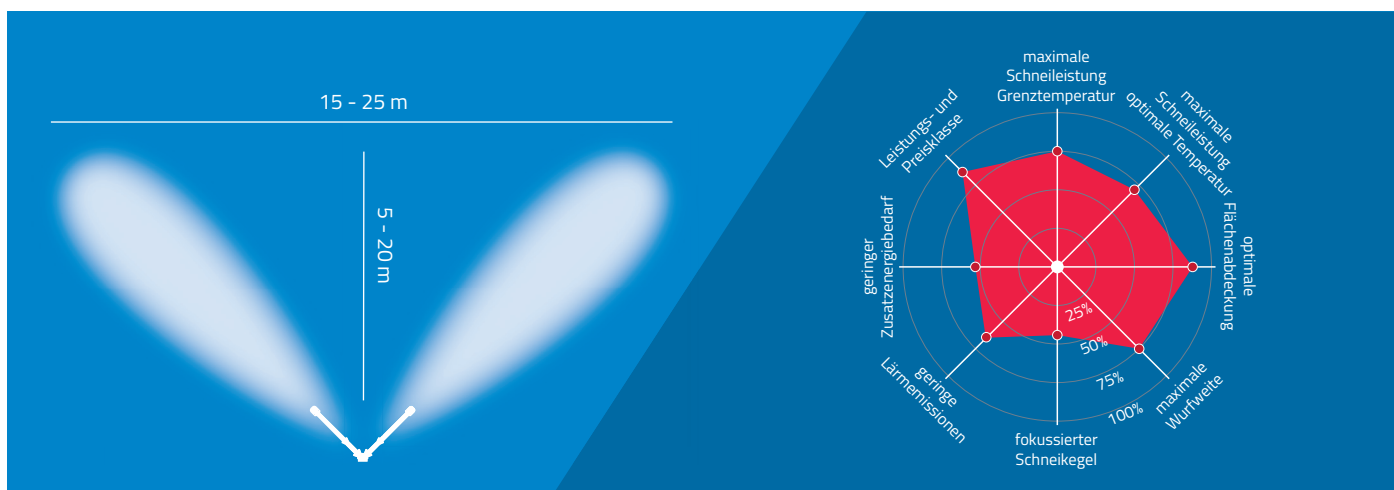 15 - 25 m
5 - 20 m
maximale
Schneileistung
Grenztemperatur
maximale
Schneileistung
optimale Temperatur
optimale
Flächenabdeckung
maximale
Wurfweite
fokussierter
Schneikegel
geringe
Lärmemissionen
geringer
Zusatzenergiebedarf
Leistungs- und
Preisklasse
25%
50%
75%
100%